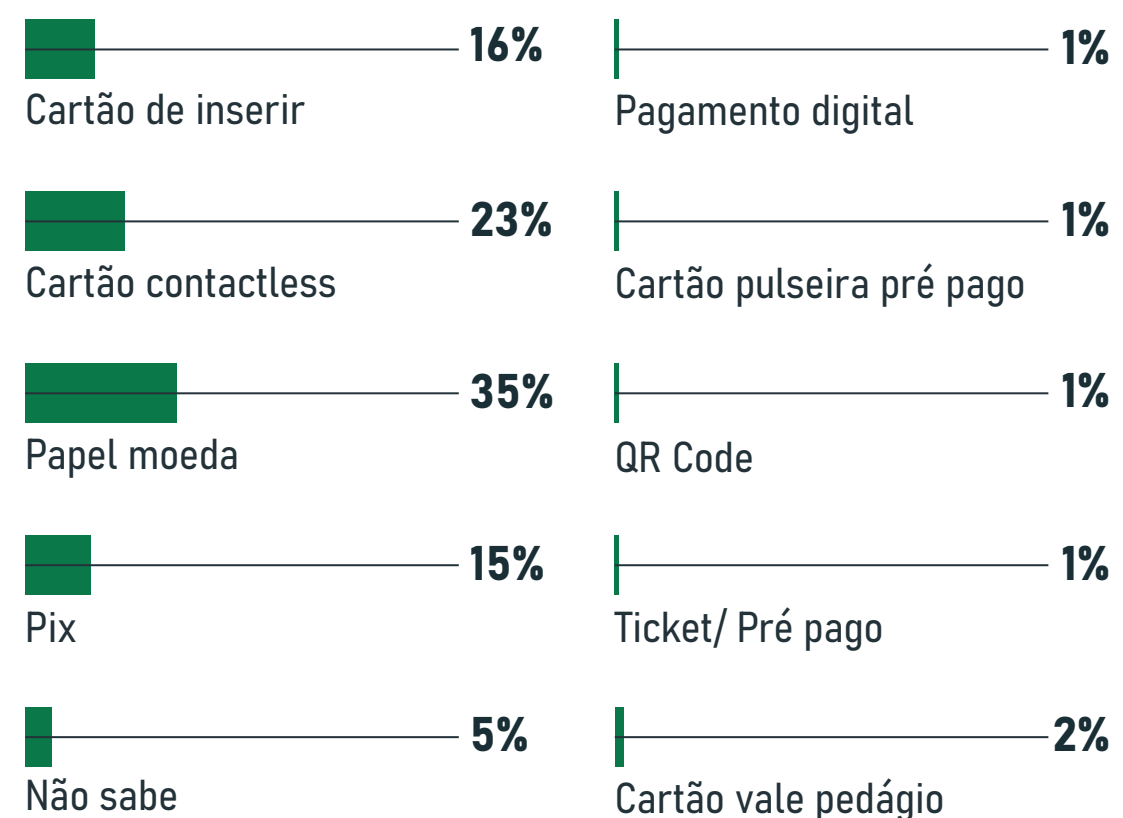 16%
Cartão de inserir
23%
Cartão contactless
35%
Papel moeda
15%
Pix
5%
Não sabe
1%
Pagamento digital
1%
Cartão pulseira pré pago
1%
QR Code
1%
Ticket/ Pré pago
2%
Cartão vale pedágio